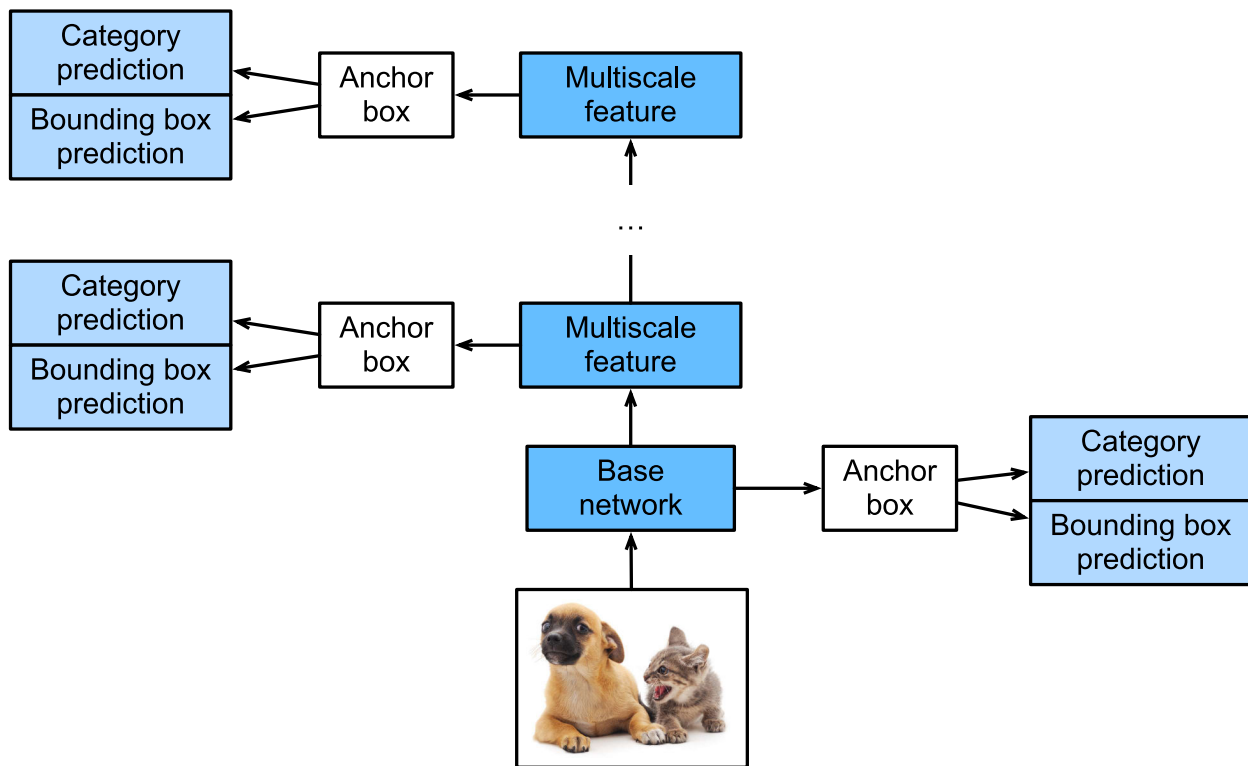 Category
prediction
Bounding box
prediction
Anchor
box
Multiscale
feature
...
Category
prediction
Bounding box
prediction
Anchor
box
Multiscale
feature
Base
network
Anchor
box
Category
prediction
Bounding box
prediction